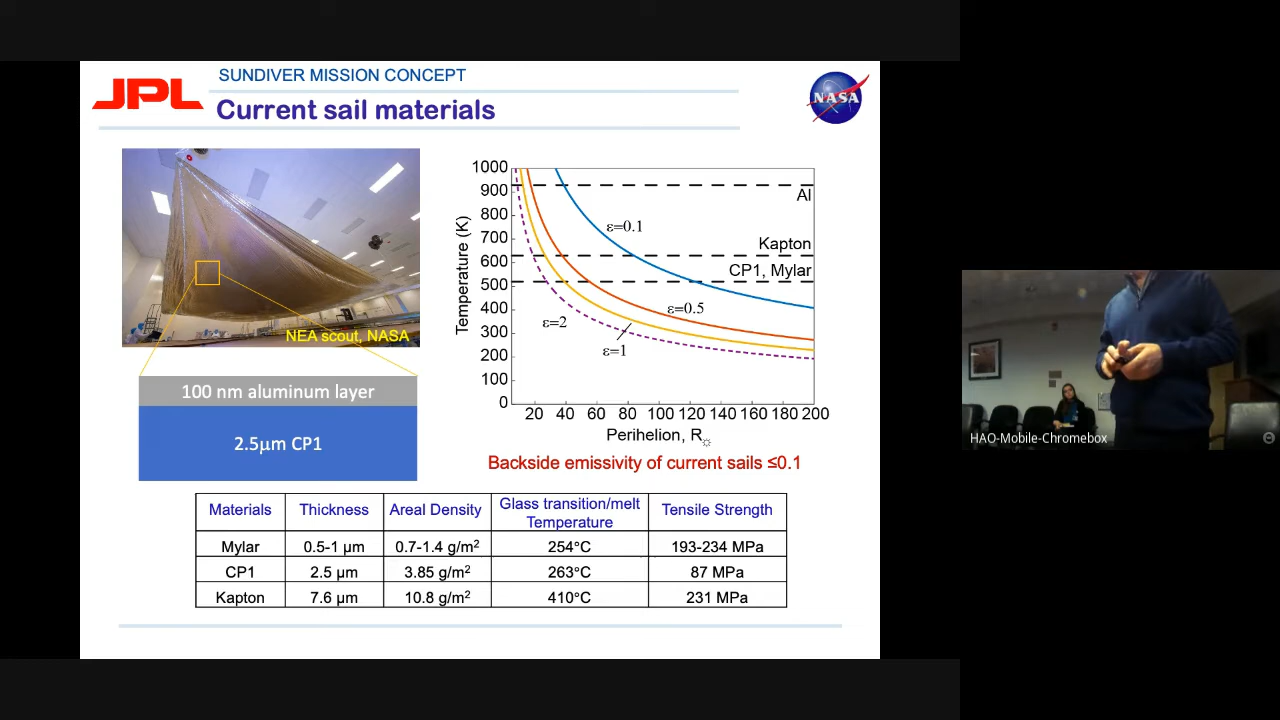 JPL
SUNDIVER MISSION CONCEPT
Current sail materials
NASA
NEA scout, NASA
100 nm aluminum layer
2.5μm CP1
Temperature (K)
1000
900
800
700
600
500
400
300
200
100
0
Al
Kapton
CP1, Mylar
ε=0.1
ε=0.5
ε=2
ε=1
20 40 60 80 100 120 140 160 180 200
Perihelion, R☼
Backside emissivity of current sails ≤0.1
Materials Thickness Areal Density Glass transition/melt Temperature Tensile Strength
Mylar 0.5-1 μm 0.7-1.4 g/m² 254°C 193-234 MPa
CP1 2.5 μm 3.85 g/m² 263°C 87 MPa
Kapton 7.6 μm 10.8 g/m² 410°C 231 MPa
HAO-Mobile-Chromebox